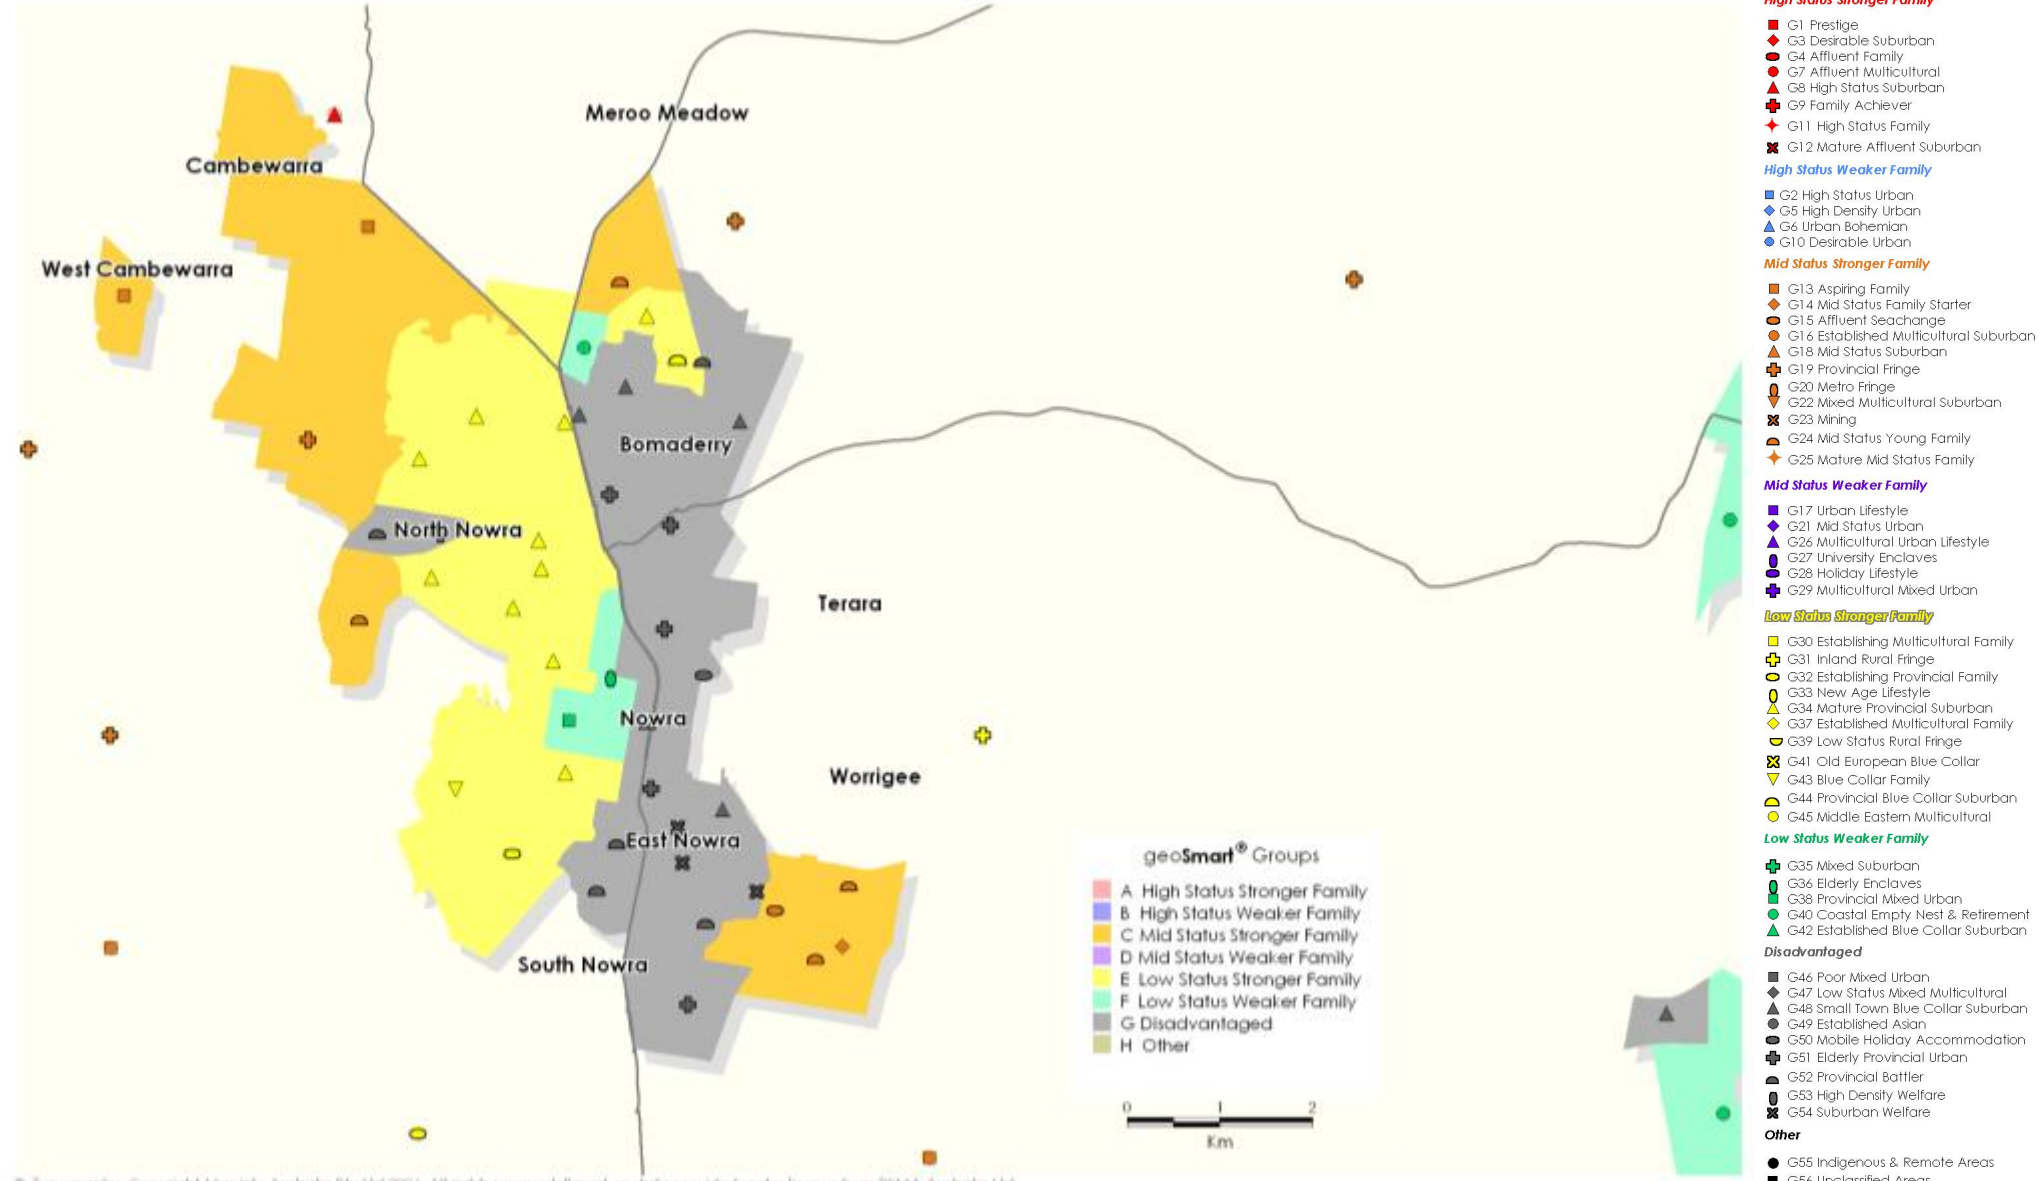 Cambewarra
Meroo Meadow
West Cambewarra
Bomaderry
North Nowra
Terara
Nowra
Worrigee
East Nowra
South Nowra
geoSmart® Groups
A High Status Stronger Family
B High Status Weaker Family
C Mid Status Stronger Family
D Mid Status Weaker Family
E Low Status Stronger Family
F Low Status Weaker Family
G Disadvantaged
H Other
0 1 2
Km
High Status Stronger Family
G1 Prestige
G3 Desirable Suburban
G4 Affluent Family
G7 Affluent Multicultural
G8 High Status Suburban
G9 Family Achiever
G11 High Status Family
G12 Mature Affluent Suburban
High Status Weaker Family
G2 High Status Urban
G5 High Density Urban
G6 Urban Bohemian
G10 Desirable Urban
Mid Status Stronger Family
G13 Aspiring Family
G14 Mid Status Family Starter
G15 Affluent Seachange
G16 Established Multicultural Suburban
G18 Mid Status Suburban
G19 Provincial Fringe
G20 Metro Fringe
G22 Mixed Multicultural Suburban
G23 Mining
G24 Mid Status Young Family
G25 Mature Mid Status Family
Mid Status Weaker Family
G17 Urban Lifestyle
G21 Mid Status Urban
G26 Multicultural Urban Lifestyle
G27 University Enclaves
G28 Holiday Lifestyle
G29 Multicultural Mixed Urban
Low Status Stronger Family
G30 Establishing Multicultural Family
G31 Inland Rural Fringe
G32 Establishing Provincial Family
G33 New Age Lifestyle
G34 Mature Provincial Suburban
G37 Established Multicultural Family
G39 Low Status Rural Fringe
G41 Old European Blue Collar
G43 Blue Collar Family
G44 Provincial Blue Collar Suburban
G45 Middle Eastern Multicultural
Low Status Weaker Family
G35 Mixed Suburban
G36 Elderly Enclaves
G38 Provincial Mixed Urban
G40 Coastal Empty Nest & Retirement
G42 Established Blue Collar Suburban
Disadvantaged
G46 Poor Mixed Urban
G47 Low Status Mixed Multicultural
G48 Small Town Blue Collar Suburban
G49 Established Asian
G50 Mobile Holiday Accommodation
G51 Elderly Provincial Urban
G52 Provincial Battler
G53 High Density Welfare
G54 Suburban Welfare
Other
G55 Indigenous & Remote Areas
G56 Unclassified Areas